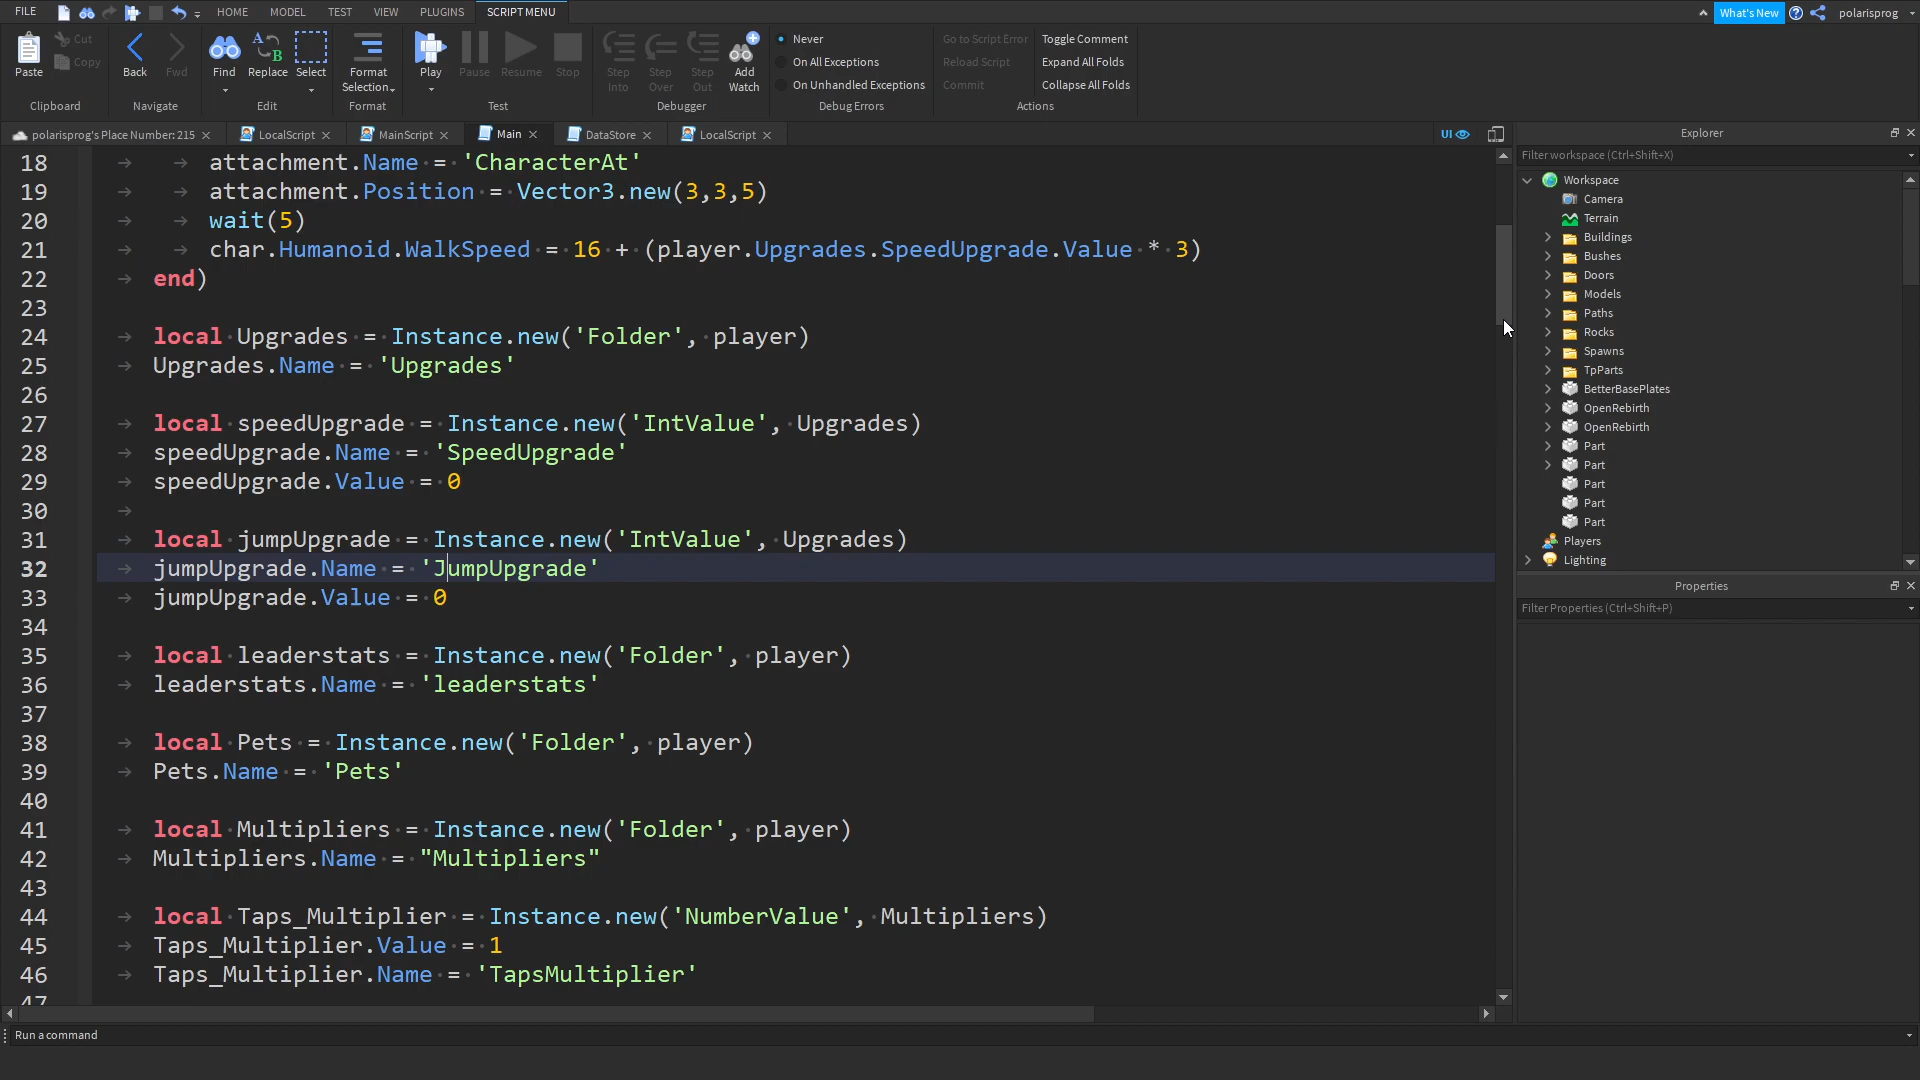 FILE HOME MODEL TEST VIEW PLUGINS SCRIPT MENU What's New polarisprog
Paste Cut Copy Clipboard
Back Fwd Navigate
Find Replace Select Edit
Format Selection Format
Play Pause Resume Stop Test
Step Into Step Over Step Out Add Watch Debugger
Never
On All Exceptions
On Unhandled Exceptions
Debug Errors
Go to Script Error Toggle Comment
Reload Script Expand All Folds
Commit Collapse All Folds
Actions
polarisprog's Place Number: 215 LocalScript MainScript Main DataStore LocalScript UI
18 attachment.Name = 'CharacterAt'
19 attachment.Position = Vector3.new(3,3,5)
20 wait(5)
21 char.Humanoid.WalkSpeed = 16 + (player.Upgrades.SpeedUpgrade.Value * 3)
22 end)
23
24 local Upgrades = Instance.new('Folder', player)
25 Upgrades.Name = 'Upgrades'
26
27 local speedUpgrade = Instance.new('IntValue', Upgrades)
28 speedUpgrade.Name = 'SpeedUpgrade'
29 speedUpgrade.Value = 0
30
31 local jumpUpgrade = Instance.new('IntValue', Upgrades)
32 jumpUpgrade.Name = 'JumpUpgrade'
33 jumpUpgrade.Value = 0
34
35 local leaderstats = Instance.new('Folder', player)
36 leaderstats.Name = 'leaderstats'
37
38 local Pets = Instance.new('Folder', player)
39 Pets.Name = 'Pets'
40
41 local Multipliers = Instance.new('Folder', player)
42 Multipliers.Name = "Multipliers"
43
44 local Taps_Multiplier = Instance.new('NumberValue', Multipliers)
45 Taps_Multiplier.Value = 1
46 Taps_Multiplier.Name = 'TapsMultiplier'
47
Explorer
Filter workspace (Ctrl+Shift+X)
Workspace
Camera
Terrain
Buildings
Bushes
Doors
Models
Paths
Rocks
Spawns
TpParts
BetterBasePlates
OpenRebirth
OpenRebirth
Part
Part
Part
Part
Part
Players
Lighting
Properties
Filter Properties (Ctrl+Shift+P)
Run a command